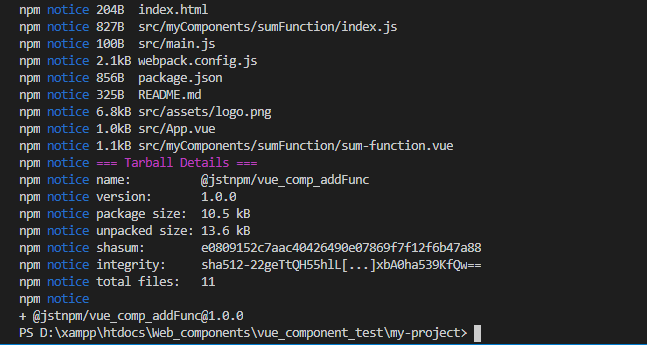 npm notice 204B index.html
npm notice 827B src/myComponents/sumFunction/index.js
npm notice 100B src/main.js
npm notice 2.1kB webpack.config.js
npm notice 856B package.json
npm notice 325B README.md
npm notice 6.8kB src/assets/logo.png
npm notice 1.0kB src/App.vue
npm notice 1.1kB src/myComponents/sumFunction/sum-function.vue
npm notice === Tarball Details ===
npm notice name: @jstnpm/vue_comp_addFunc
npm notice version: 1.0.0
npm notice package size: 10.5 kB
npm notice unpacked size: 13.6 kB
npm notice shasum: e0809152c7aac40426490e07869f7f12f6b47a88
npm notice integrity: sha512-22geTtQH55hlL[...]xbA0ha539KfQw==
npm notice total files: 11
npm notice
+ @jstnpm/vue_comp_addFunc@1.0.0
PS D:\xampp\htdocs\Web_components\vue_component_test\my-project>